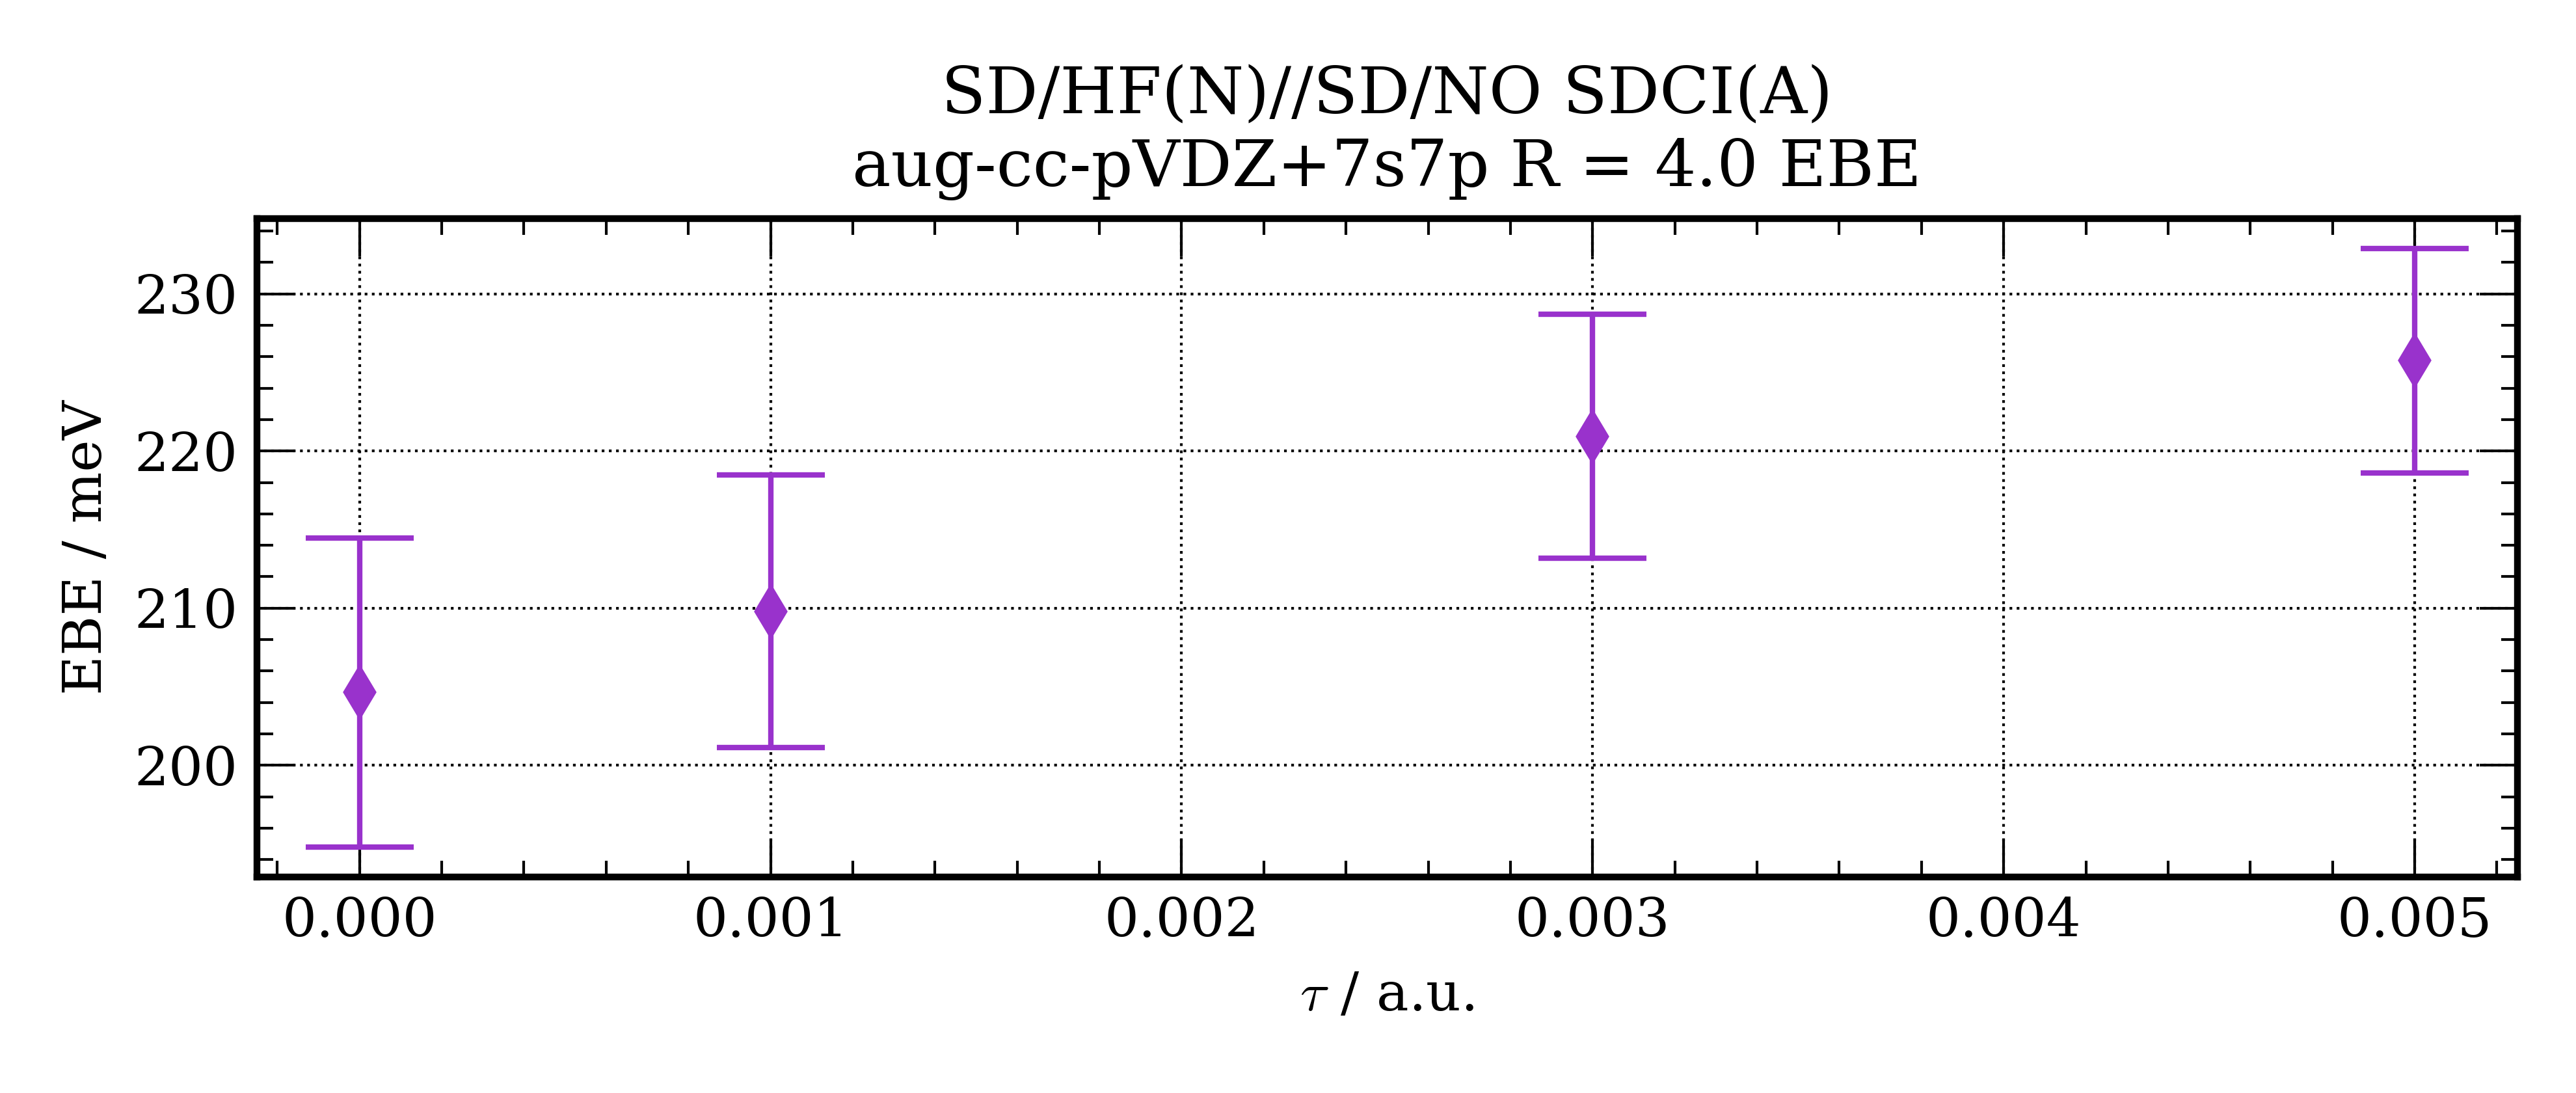 SD/HF(N)//SD/NO SDCI(A)
aug-cc-pVDZ+7s7p R = 4.0 EBE
EBE / meV
230
220
210
200
0.000 0.001 0.002 0.003 0.004 0.005
τ / a.u.